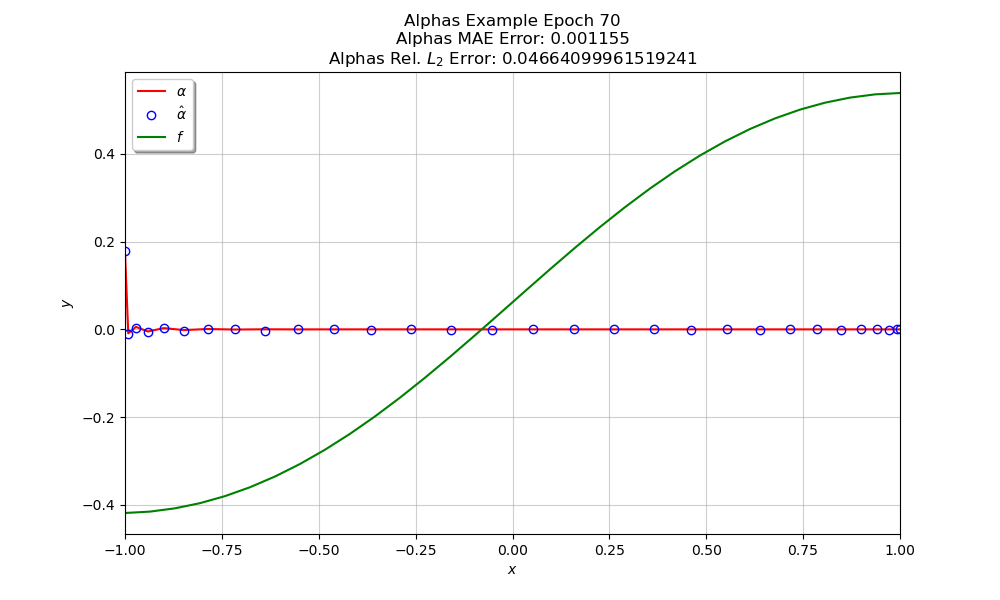 Alphas Example Epoch 70
Alphas MAE Error: 0.001155
Alphas Rel. L₂ Error: 0.04664099961519241
α
α̂
f
0.4
0.2
0.0
−0.2
−0.4
y
−1.00 −0.75 −0.50 −0.25 0.00 0.25 0.50 0.75 1.00
x